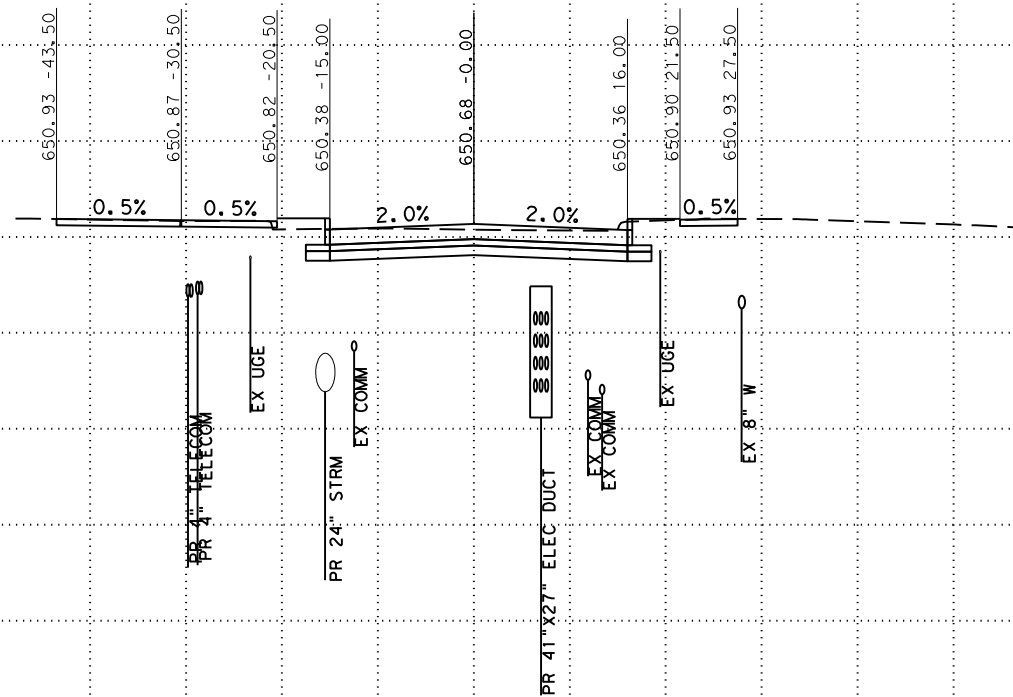 650.93 -43.50
650.87 -30.50
650.82 -20.50
650.38 -15.00
650.68 -0.00
650.36 16.00
650.90 21.50
650.93 27.50
0.5%
0.5%
2.0%
2.0%
0.5%
PR 4" TELECOM
PR 4" TELECOM
EX UGE
PR 24" STRM
EX COMM
PR 41"X27" ELEC DUCT
EX COMM
EX COMM
EX UGE
EX 8" W